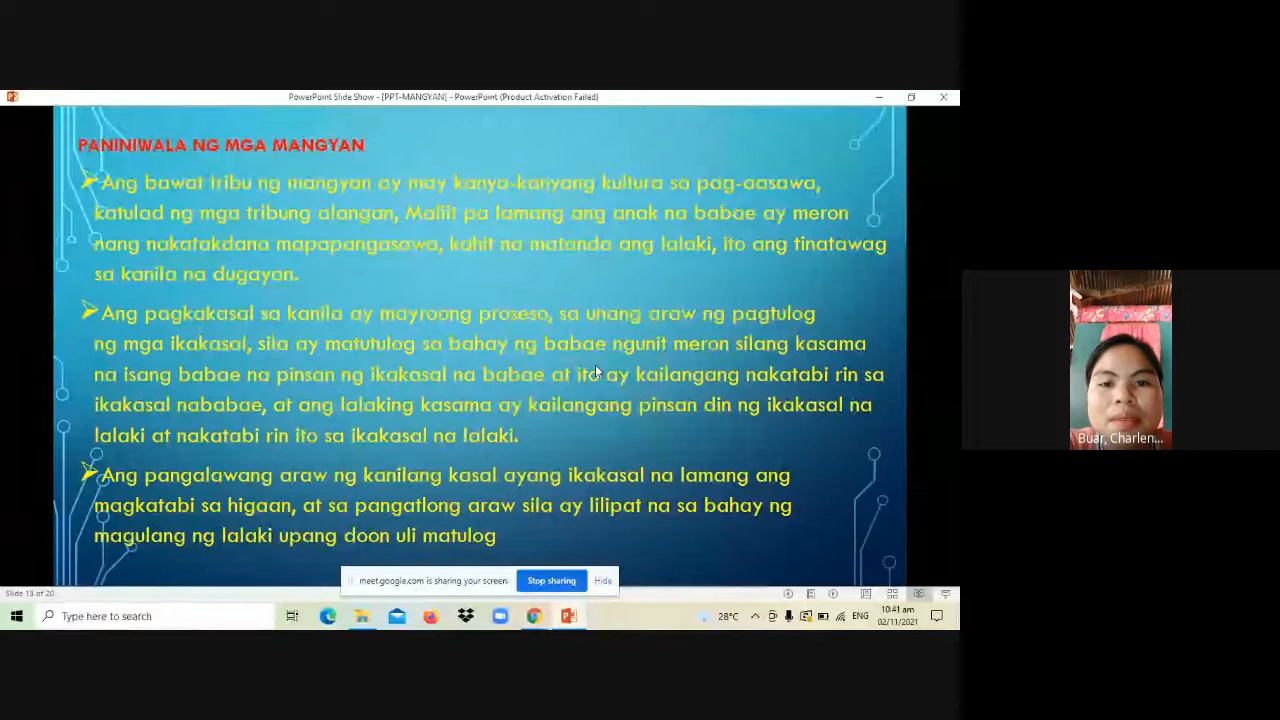 PowerPoint Slide Show - [PPT-MANGYAN] - PowerPoint (Product Activation Failed)
PANINIWALA NG MGA MANGYAN
Ang bawat tribu ng mangyan ay may kanya-kanyang kultura sa pag-aasawa,
katulad ng mga tribung alangan, Maliit pa lamang ang anak na babae ay meron
nang nakatakdang mapapangasawa, kahit na matanda ang lalaki, ito ang tinatawag
sa kanila na dugayan.
Ang pagkakasal sa kanila ay mayroong proseso, sa unang araw ng pagtulog
ng mga ikakasal, sila ay matutulog sa bahay ng babae ngunit meron silang kasama
na isang babae na pinsan ng ikakasal na babae at ito ay kailangang nakatabi rin sa
ikakasal nababae, at ang lalaking kasama ay kailangang pinsan din ng ikakasal na
lalaki at nakatabi rin ito sa ikakasal na lalaki.
Ang pangalawang araw ng kanilang kasal ayang ikakasal na lamang ang
magkatabi sa higaan, at sa pangatlong araw sila ay lilipat na sa bahay ng
magulang ng lalaki upang doon uli matulog
meet.google.com is sharing your screen. Stop sharing Hide
Slide 13 of 20
Type here to search 28°C ENG 10:41 am
02/11/2021
Buar, Charlen...